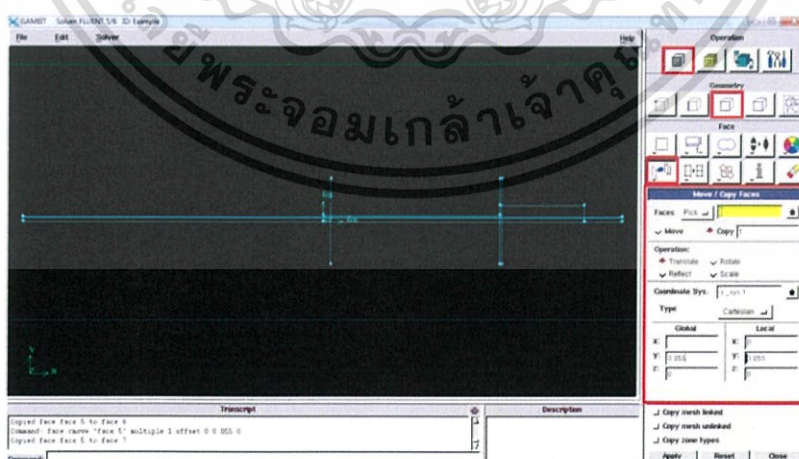 GAMBIT Solver: FLUENT 5/6 ID: Example
File Edit Solver Help
พระจอมเกล้าเจ้าคุณ
Operation
Geometry
Face
Move / Copy Faces
Faces Pick
Move Copy 1
Operation:
Translate Rotate
Reflect Scale
Coordinate Sys. c_sys.1
Type Cartesian
Global Local
x: x: 0
y: 0.055 y: 0.055
z: z: 0
Copy mesh linked
Copy mesh unlinked
Copy zone types
Apply Reset Close
Transcript Description
Copied face face 5 to face 6
Command: face cmove "face 5" multiple 1 offset 0 0.055 0
Copied face face 5 to face 7
Command: